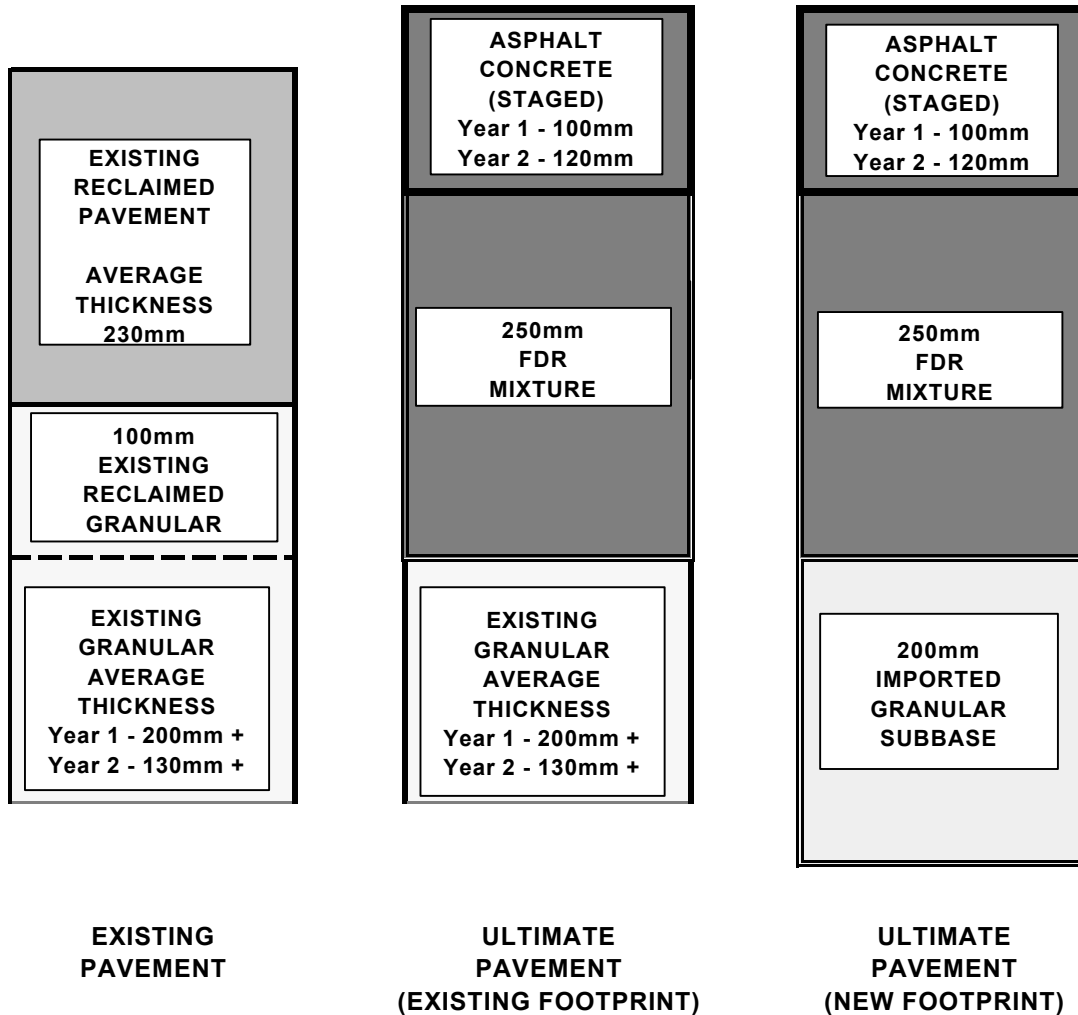 EXISTING
RECLAIMED
PAVEMENT
AVERAGE
THICKNESS
230mm
100mm
EXISTING
RECLAIMED
GRANULAR
EXISTING
GRANULAR
AVERAGE
THICKNESS
Year 1 - 200mm +
Year 2 - 130mm +
EXISTING
PAVEMENT
ASPHALT
CONCRETE
(STAGED)
Year 1 - 100mm
Year 2 - 120mm
250mm
FDR
MIXTURE
EXISTING
GRANULAR
AVERAGE
THICKNESS
Year 1 - 200mm +
Year 2 - 130mm +
ULTIMATE
PAVEMENT
(EXISTING FOOTPRINT)
ASPHALT
CONCRETE
(STAGED)
Year 1 - 100mm
Year 2 - 120mm
250mm
FDR
MIXTURE
200mm
IMPORTED
GRANULAR
SUBBASE
ULTIMATE
PAVEMENT
(NEW FOOTPRINT)